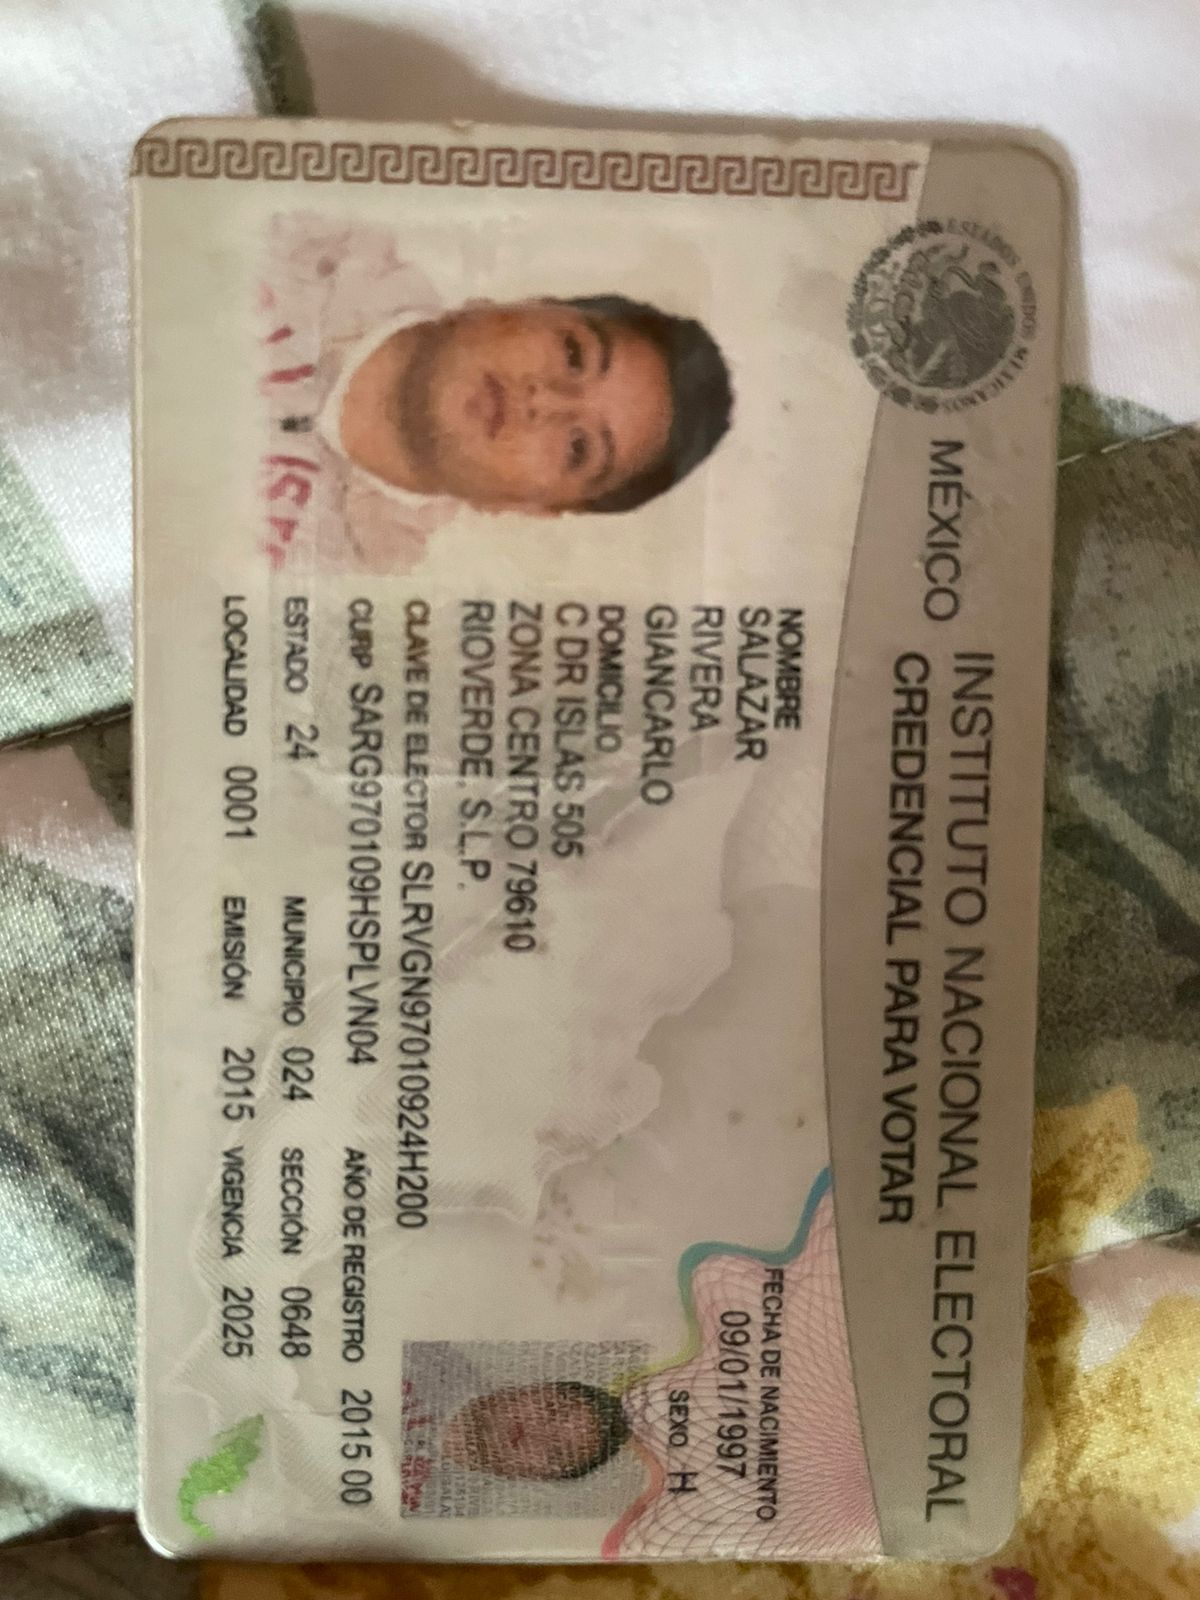 ESTADOS UNIDOS MEXICANOS
MÉXICO INSTITUTO NACIONAL ELECTORAL
CREDENCIAL PARA VOTAR
NOMBRE
SALAZAR
RIVERA
GIANCARLO
FECHA DE NACIMIENTO
09/01/1997
SEXO H
DOMICILIO
C DR ISLAS 505
ZONA CENTRO 79610
RIOVERDE, S.L.P.
CLAVE DE ELECTOR SLRVGN97010924H200
CURP SARG970109HSPLVN04 AÑO DE REGISTRO 2015 00
ESTADO 24 MUNICIPIO 024 SECCIÓN 0648
LOCALIDAD 0001 EMISIÓN 2015 VIGENCIA 2025